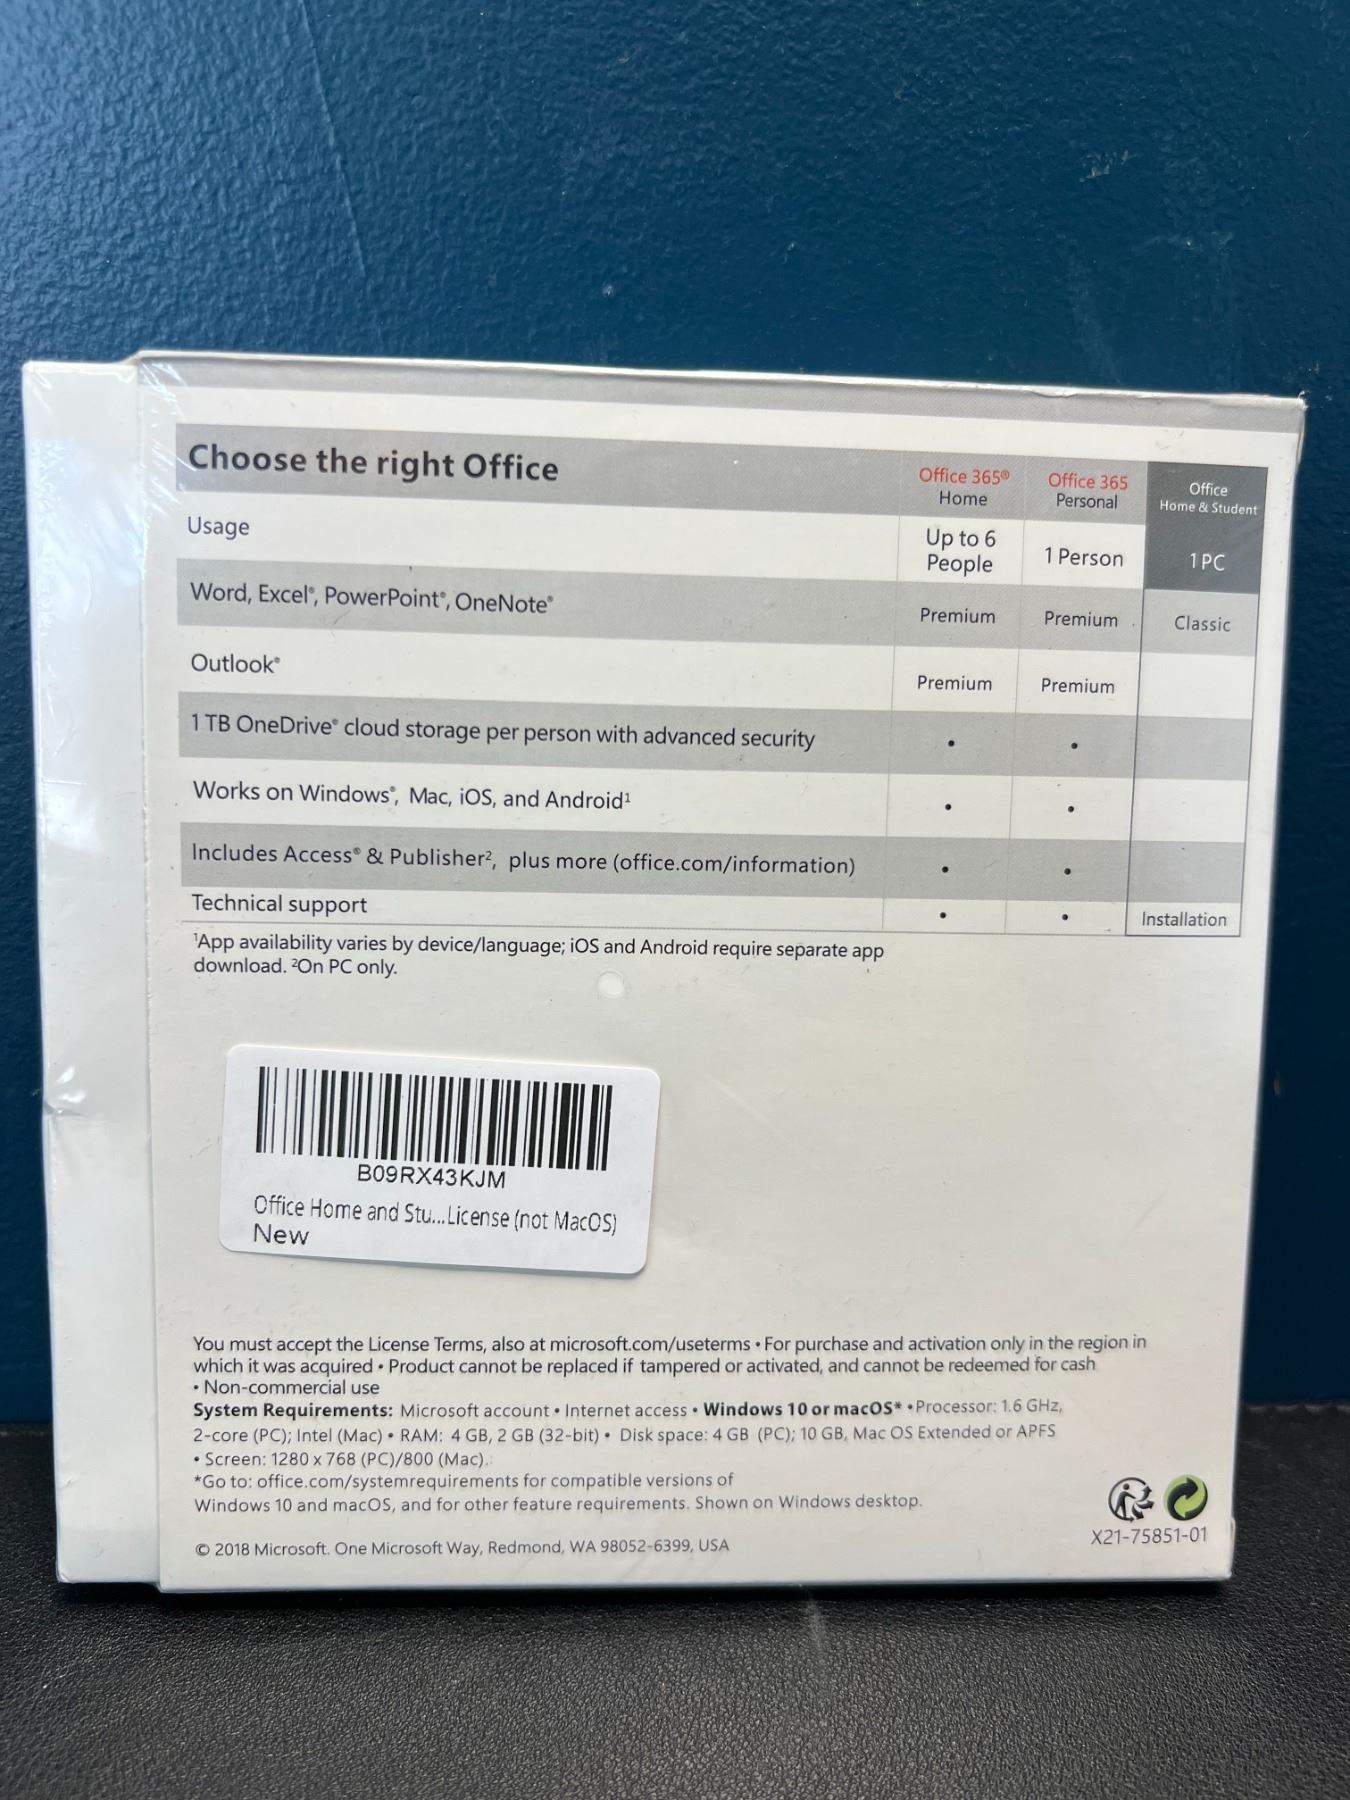 Choose the right Office
Office 365® Home
Office 365 Personal
Office Home & Student
Usage
Up to 6 People
1 Person
1 PC
Word, Excel®, PowerPoint®, OneNote®
Premium
Premium
Classic
Outlook®
Premium
Premium
1 TB OneDrive® cloud storage per person with advanced security
•
•
Works on Windows®, Mac, iOS, and Android¹
•
•
Includes Access® & Publisher², plus more (office.com/information)
•
•
Technical support
•
•
Installation
¹App availability varies by device/language; iOS and Android require separate app
download. ²On PC only.
B09RX43KJM
Office Home and Stu...License (not MacOS)
New
You must accept the License Terms, also at microsoft.com/useterms • For purchase and activation only in the region in
which it was acquired • Product cannot be replaced if tampered or activated, and cannot be redeemed for cash
• Non-commercial use
System Requirements: Microsoft account • Internet access • Windows 10 or macOS* • Processor: 1.6 GHz,
2-core (PC); Intel (Mac) • RAM: 4 GB, 2 GB (32-bit) • Disk space: 4 GB (PC); 10 GB, Mac OS Extended or APFS
• Screen: 1280 x 768 (PC)/800 (Mac).
*Go to: office.com/systemrequirements for compatible versions of
Windows 10 and macOS, and for other feature requirements. Shown on Windows desktop.
© 2018 Microsoft. One Microsoft Way, Redmond, WA 98052-6399, USA
X21-75851-01